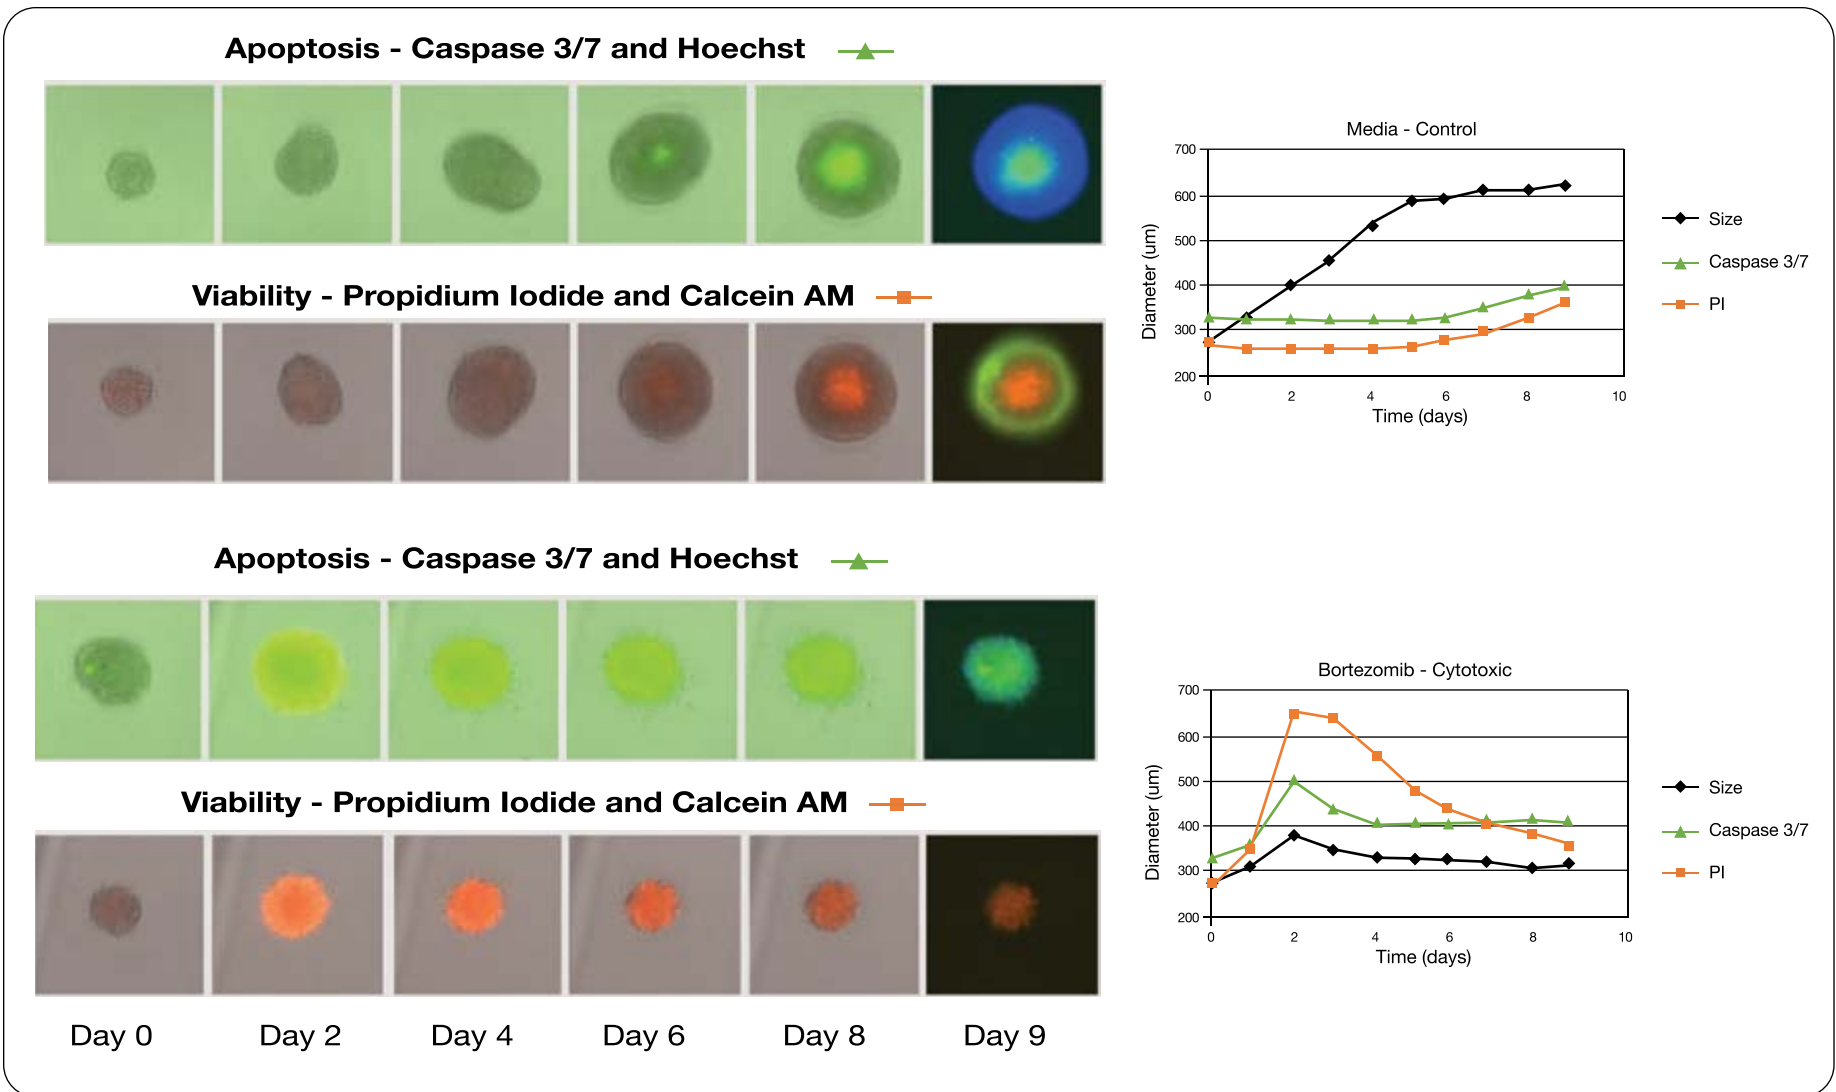 Apoptosis - Caspase 3/7 and Hoechst
Viability - Propidium Iodide and Calcein AM
Media - Control
700
600
500
400
300
200
Diameter (um)
0 2 4 6 8 10
Time (days)
Size
Caspase 3/7
PI
Apoptosis - Caspase 3/7 and Hoechst
Viability - Propidium Iodide and Calcein AM
Bortezomib - Cytotoxic
700
600
500
400
300
200
Diameter (um)
0 2 4 6 8 10
Time (days)
Size
Caspase 3/7
PI
Day 0 Day 2 Day 4 Day 6 Day 8 Day 9